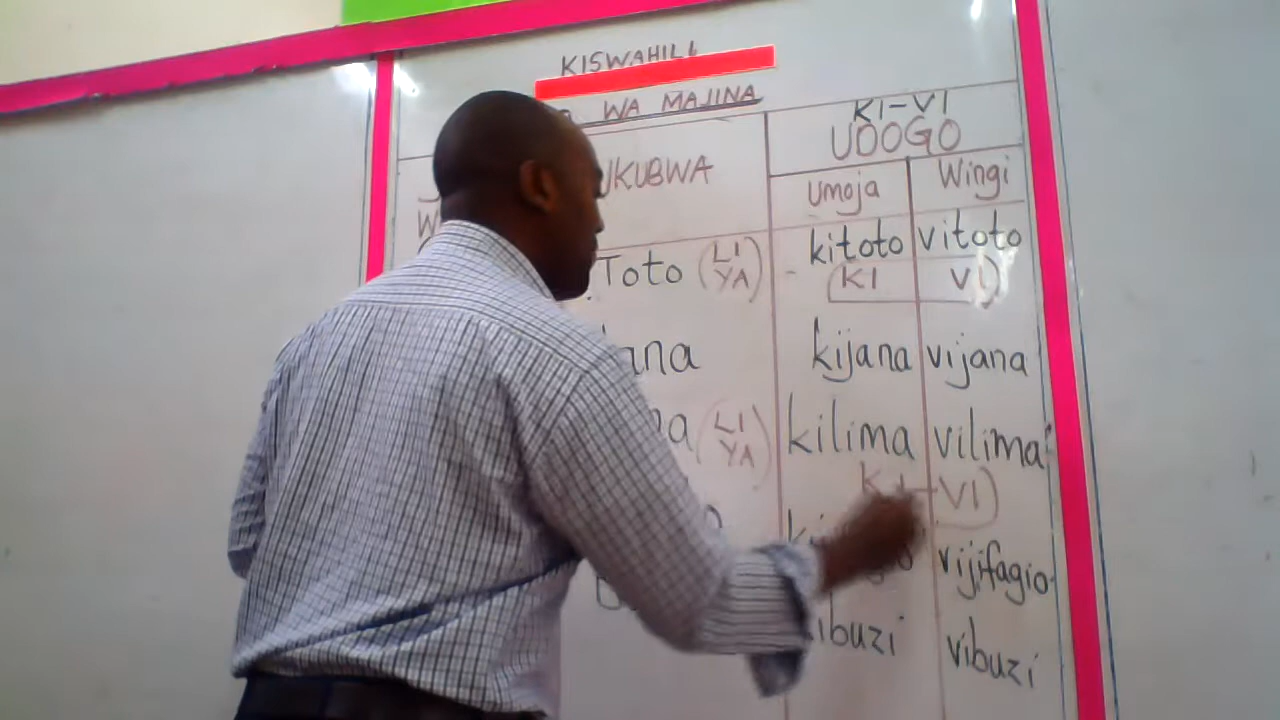 KISWAHILI
WA MAJINA
KI-VI
UKUBWA UDOGO
Umoja Wingi
Toto (LI YA) kitoto vitoto
(KI VI)
kijana vijana
(LI YA) kilima vilima
VI)
vijifagio
vibuzi